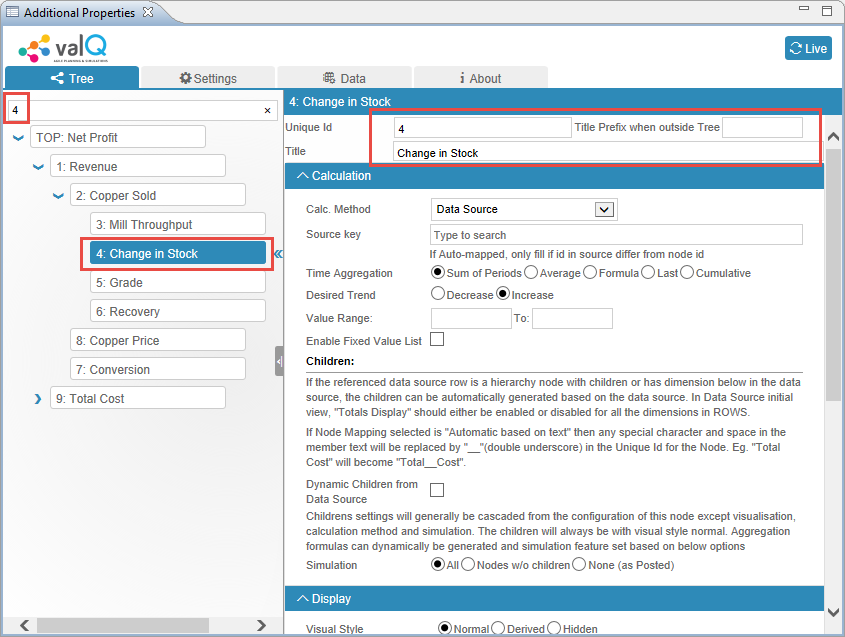 Additional Properties
valQ
Live
Tree
Settings
Data
About
4
4: Change in Stock
TOP: Net Profit
1: Revenue
2: Copper Sold
3: Mill Throughput
4: Change in Stock
5: Grade
6: Recovery
8: Copper Price
7: Conversion
9: Total Cost
Unique Id 4 Title Prefix when outside Tree
Title Change in Stock
Calculation
Calc. Method Data Source
Source key Type to search
If Auto-mapped, only fill if id in source differ from node id
Time Aggregation Sum of Periods Average Formula Last Cumulative
Desired Trend Decrease Increase
Value Range: To:
Enable Fixed Value List
Children:
If the referenced data source row is a hierarchy node with children or has dimension below in the data
source, the children can be automatically generated based on the data source. In Data Source initial
view, "Totals Display" should either be enabled or disabled for all the dimensions in ROWS.
If Node Mapping selected is "Automatic based on text" then any special character and space in the
member text will be replaced by "__"(double underscore) in the Unique Id for the Node. Eg. "Total
Cost" will become "Total__Cost".
Dynamic Children from
Data Source
Childrens settings will generally be cascaded from the configuration of this node except visualisation,
calculation method and simulation. The children will always be with visual style normal. Aggregation
formulas can dynamically be generated and simulation feature set based on below options
Simulation All Nodes w/o children None (as Posted)
Display
Visual Style Normal Derived Hidden